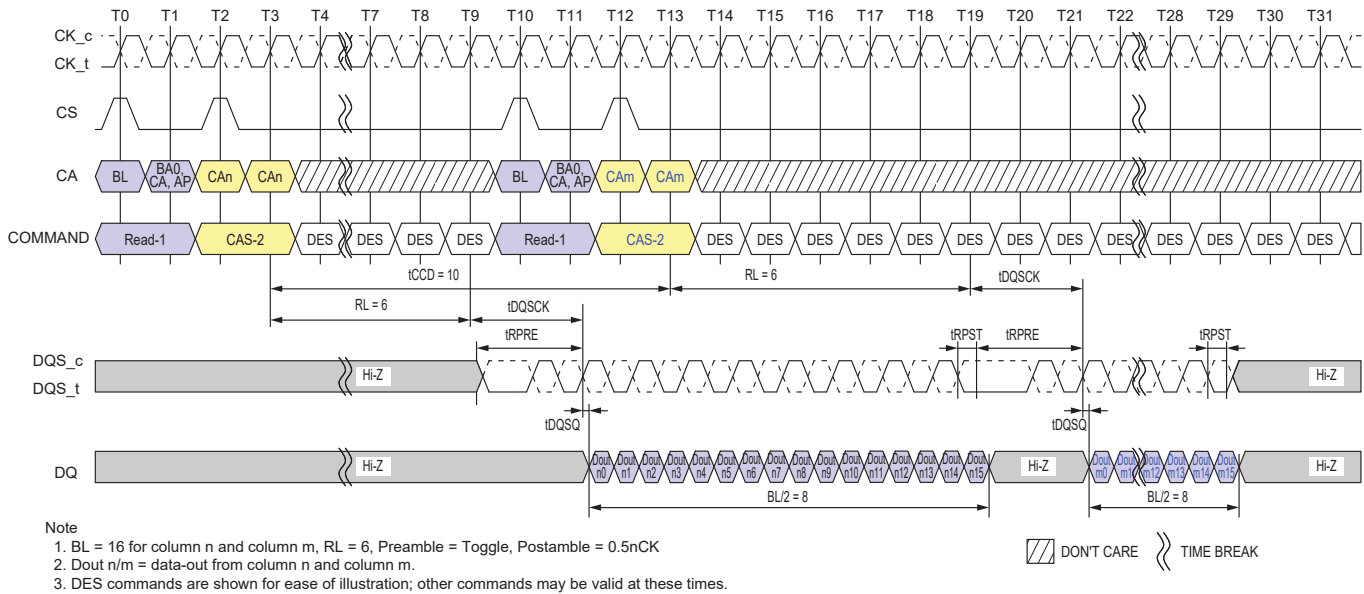 T0 T1 T2 T3 T4 T7 T8 T9 T10 T11 T12 T13 T14 T15 T16 T17 T18 T19 T20 T21 T22 T28 T29 T30 T31
CK_c
CK_t
CS
CA BL BA0, CA, AP CAn CAn BL BA0, CA, AP CAm CAm
COMMAND Read-1 CAS-2 DES DES DES DES Read-1 CAS-2 DES DES DES DES DES DES DES DES DES DES DES DES DES
tCCD = 10 RL = 6 tDQSCK
RL = 6 tDQSCK
tRPRE tRPST tRPRE tRPST
DQS_c
DQS_t
Hi-Z Hi-Z
tDQSQ tDQSQ
DQ Hi-Z Dout n0 Dout n1 Dout n2 Dout n3 Dout n4 Dout n5 Dout n6 Dout n7 Dout n8 Dout n9 Dout n10 Dout n11 Dout n12 Dout n13 Dout n14 Dout n15 Hi-Z Dout m0 Dout m1 Dout m12 Dout m13 Dout m14 Dout m15 Hi-Z
BL/2 = 8 BL/2 = 8
Note
1. BL = 16 for column n and column m, RL = 6, Preamble = Toggle, Postamble = 0.5nCK
2. Dout n/m = data-out from column n and column m.
3. DES commands are shown for ease of illustration; other commands may be valid at these times.
DON'T CARE TIME BREAK